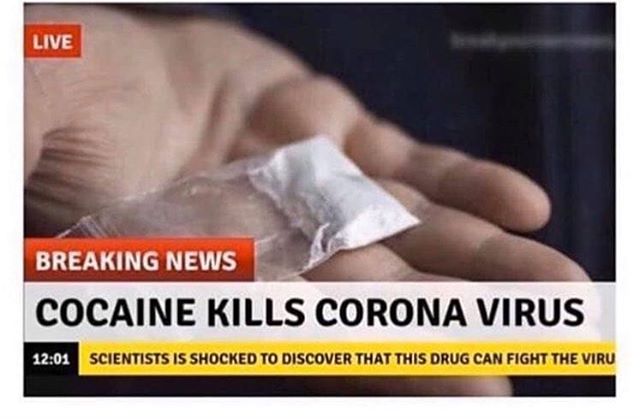 LIVE
BREAKING NEWS
COCAINE KILLS CORONA VIRUS
12:01 SCIENTISTS IS SHOCKED TO DISCOVER THAT THIS DRUG CAN FIGHT THE VIRU